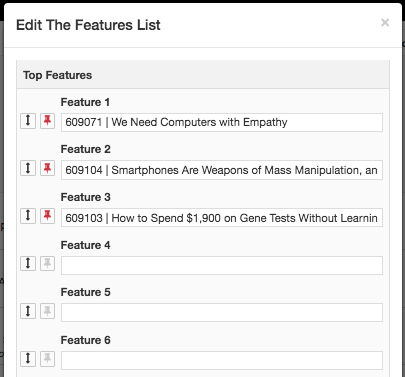 Edit The Features List
×
Top Features
Feature 1
609071 | We Need Computers with Empathy
Feature 2
609104 | Smartphones Are Weapons of Mass Manipulation, an
Feature 3
609103 | How to Spend $1,900 on Gene Tests Without Learnin
Feature 4
Feature 5
Feature 6